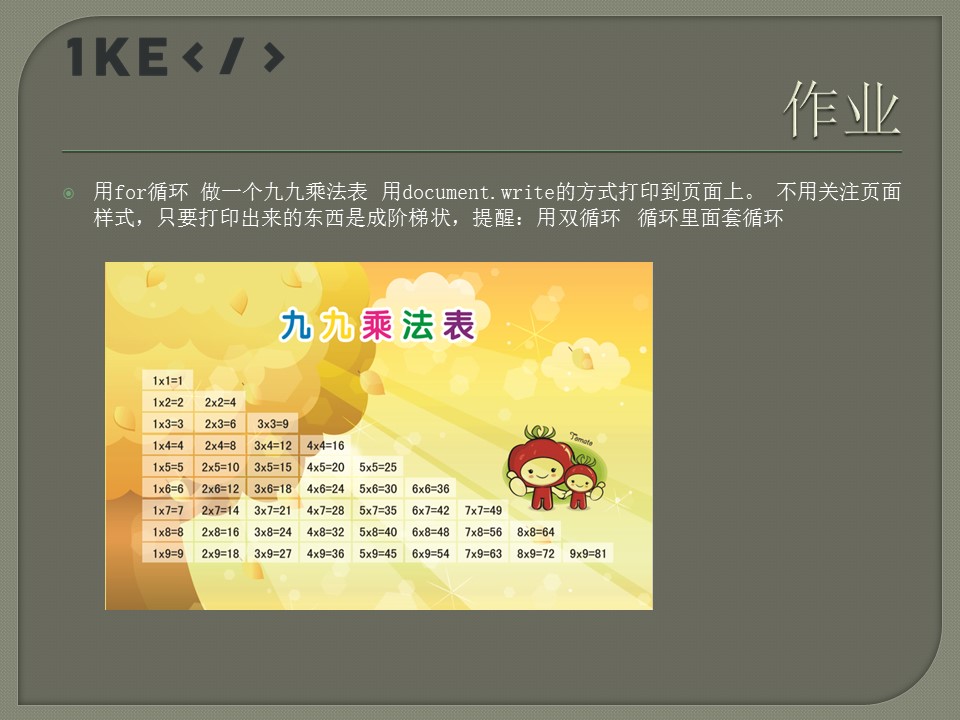 1KE</>
作业
用for循环 做一个九九乘法表 用document.write的方式打印到页面上。 不用关注页面
样式，只要打印出来的东西是成阶梯状，提醒：用双循环 循环里面套循环
九九乘法表
1x1=1
1x2=2 2x2=4
1x3=3 2x3=6 3x3=9
1x4=4 2x4=8 3x4=12 4x4=16
Tomato
1x5=5 2x5=10 3x5=15 4x5=20 5x5=25
1x6=6 2x6=12 3x6=18 4x6=24 5x6=30 6x6=36
1x7=7 2x7=14 3x7=21 4x7=28 5x7=35 6x7=42 7x7=49
1x8=8 2x8=16 3x8=24 4x8=32 5x8=40 6x8=48 7x8=56 8x8=64
1x9=9 2x9=18 3x9=27 4x9=36 5x9=45 6x9=54 7x9=63 8x9=72 9x9=81